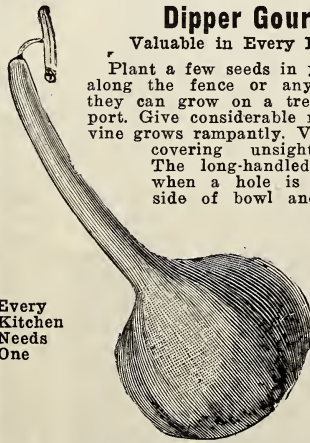 Dipper Gour
Valuable in Every
Plant a few seeds in
along the fence or any
they can grow on a tre
port. Give considerable
vine grows rampantly. V
covering unsight
The long-handled
when a hole is
side of bowl an
Every
Kitchen
Needs
One